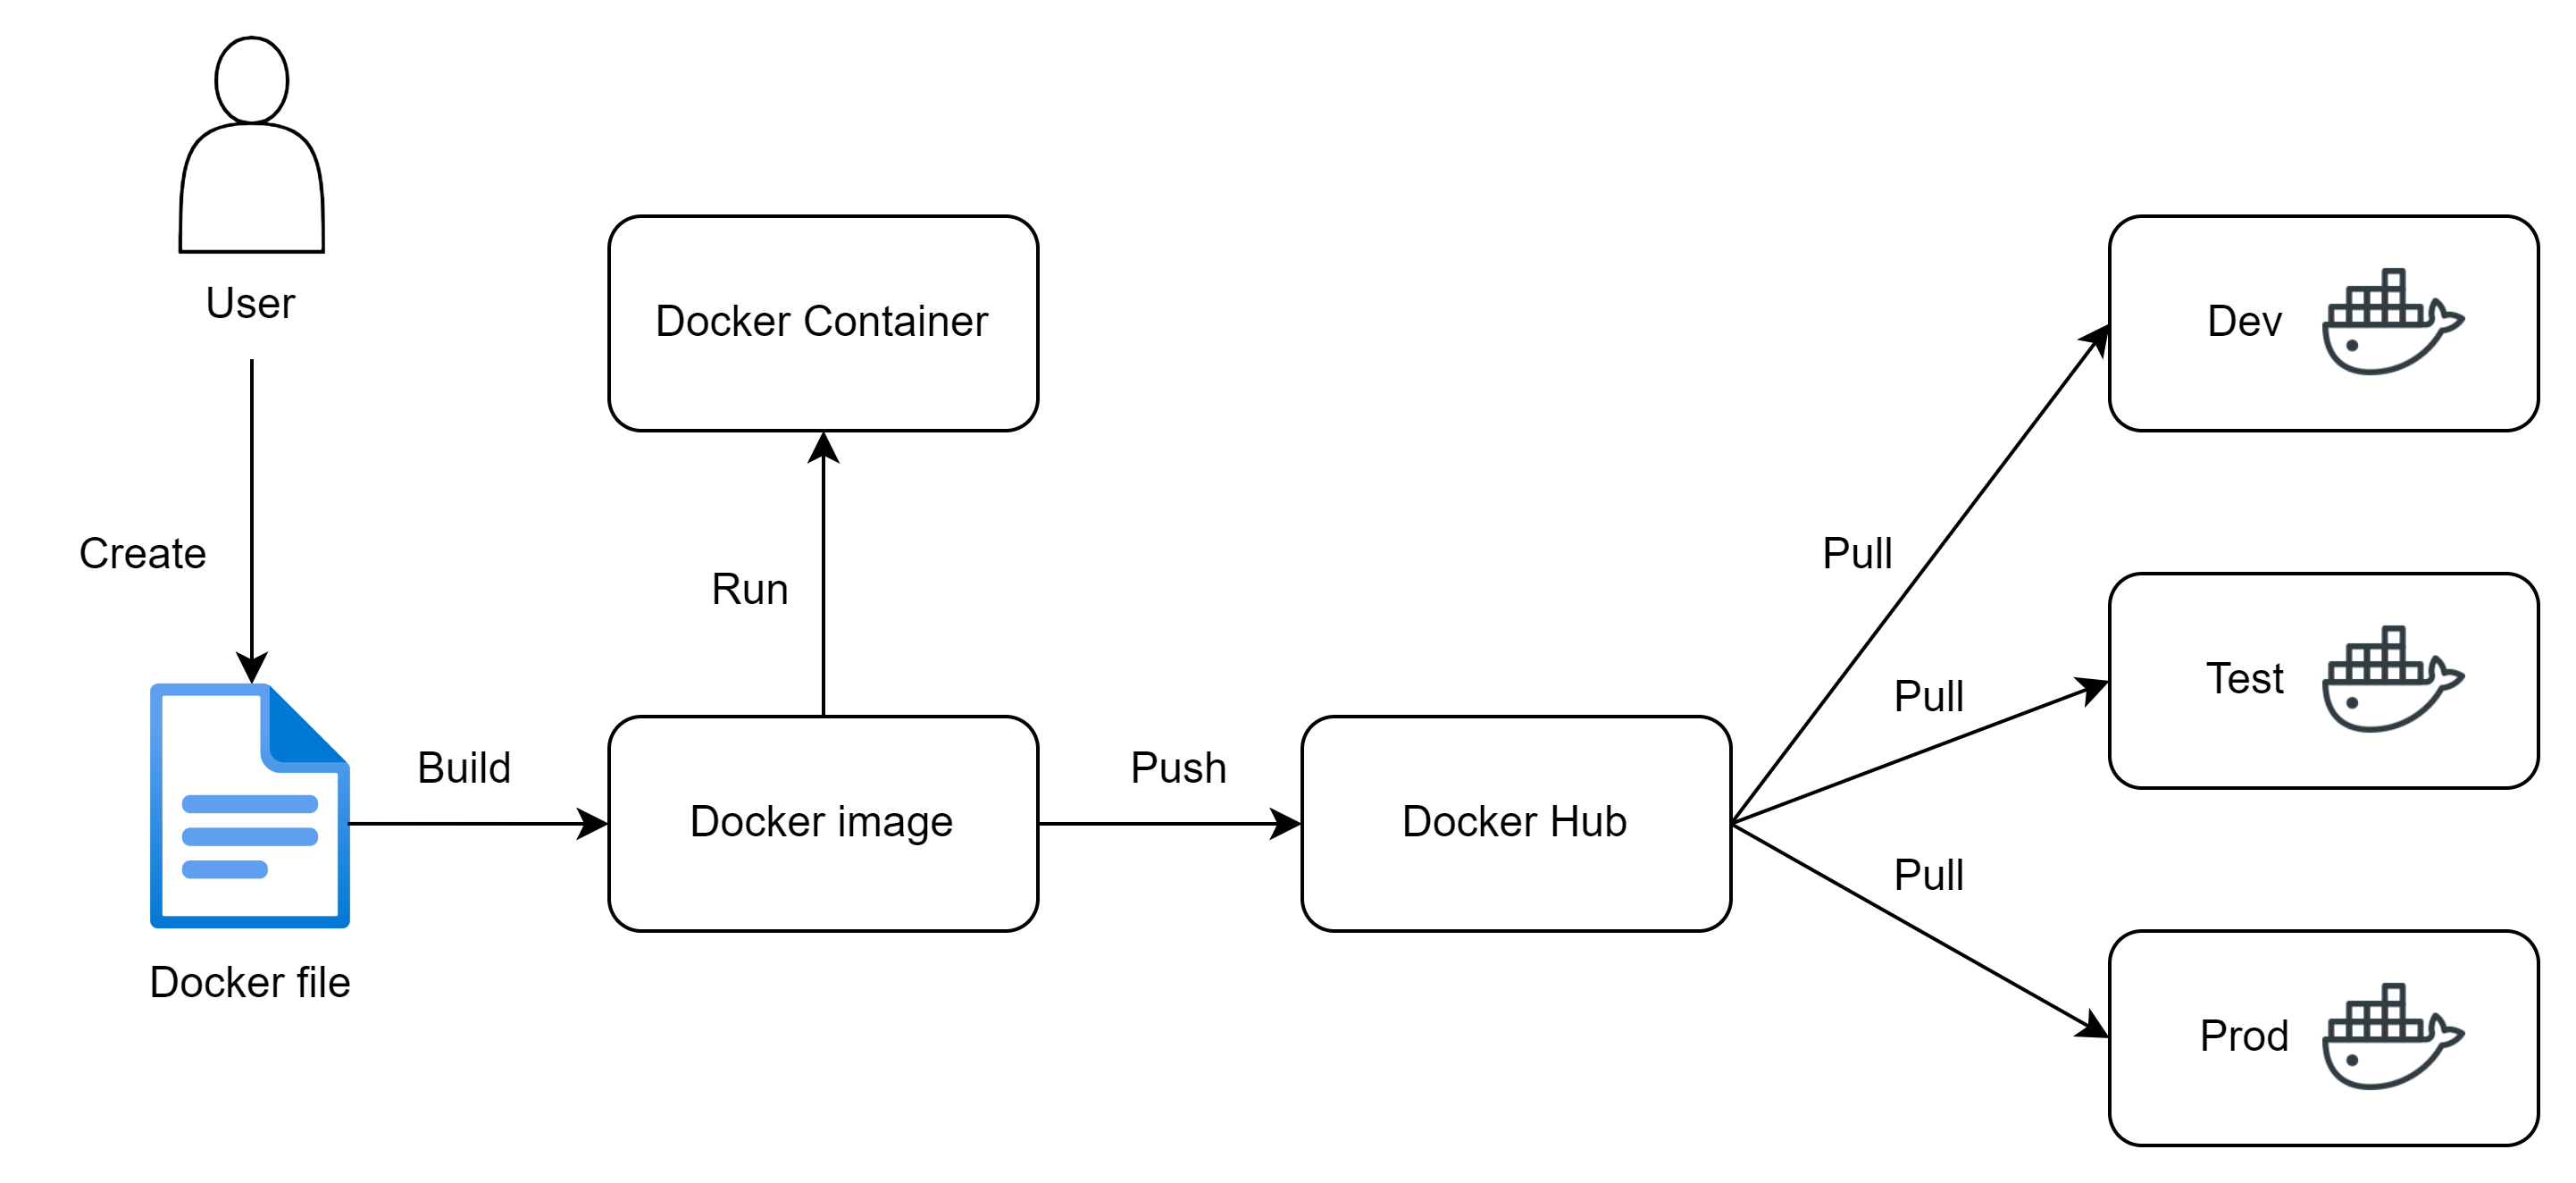 User
Create
Docker file
Build
Docker Container
Run
Docker image
Push
Docker Hub
Pull
Pull
Pull
Dev
Test
Prod